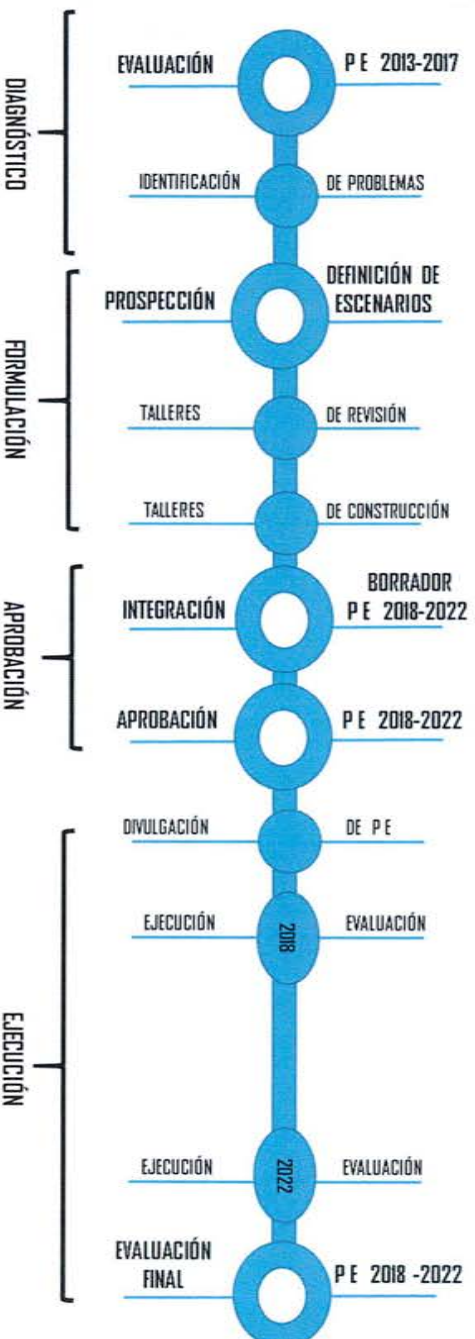 DIAGNÓSTICO
EVALUACIÓN
P E 2013-2017
IDENTIFICACIÓN
DE PROBLEMAS
FORMULACIÓN
PROSPECCIÓN
DEFINICIÓN DE
ESCENARIOS
TALLERES
DE REVISIÓN
TALLERES
DE CONSTRUCCIÓN
APROBACIÓN
INTEGRACIÓN
BORRADOR
P E 2018-2022
APROBACIÓN
P E 2018-2022
EJECUCIÓN
DIVULGACIÓN
DE P E
EJECUCIÓN
2018
EVALUACIÓN
EJECUCIÓN
2022
EVALUACIÓN
EVALUACIÓN
FINAL
P E 2018 -2022